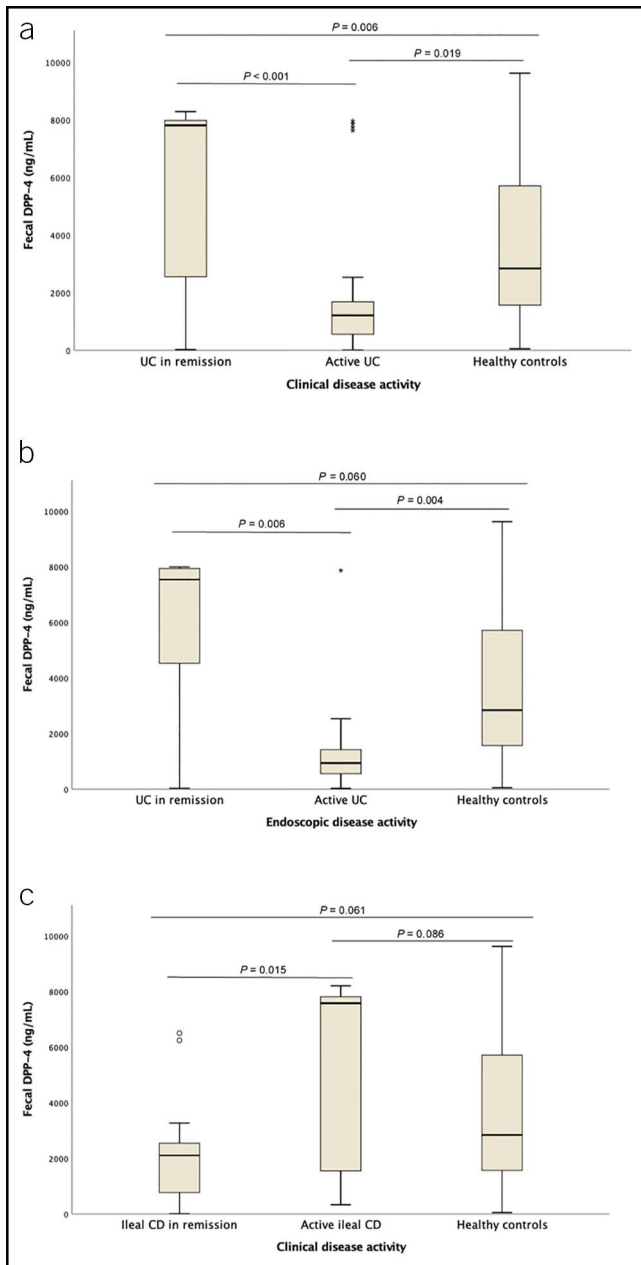 a
P = 0.006
P = 0.019
P < 0.001
Fecal DPP-4 (ng/mL)
10000
8000
6000
4000
2000
0
UC in remission Active UC Healthy controls
Clinical disease activity
b
P = 0.060
P = 0.004
P = 0.006
Fecal DPP-4 (ng/mL)
10000
8000
6000
4000
2000
0
UC in remission Active UC Healthy controls
Endoscopic disease activity
c
P = 0.061
P = 0.086
P = 0.015
Fecal DPP-4 (ng/mL)
10000
8000
6000
4000
2000
0
Ileal CD in remission Active ileal CD Healthy controls
Clinical disease activity